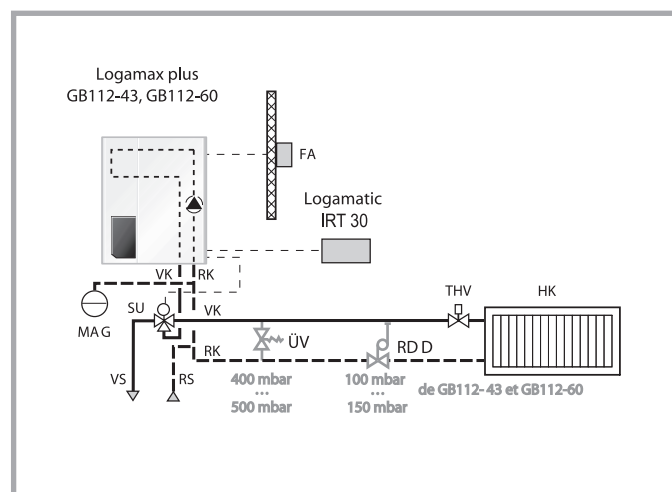 Logamax plus
GB112-43, GB112-60
FA
Logamatic
IRT 30
VK RK
MAG
SU
VK
THV
HK
ÜV
RK
RDD
VS
RS
400 mbar
...
500 mbar
100 mbar
...
150 mbar
de GB112-43 et GB112-60